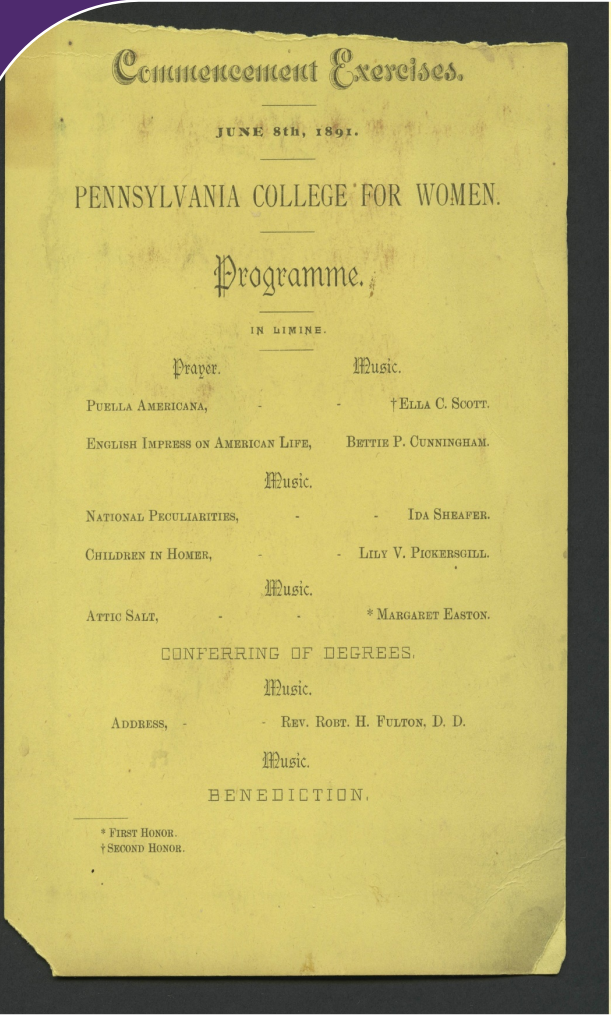 Commencement Exercises.
JUNE 8th, 1891.
PENNSYLVANIA COLLEGE FOR WOMEN.
Programme.
IN LIMINE.
Prayer. Music.
PUELLA AMERICANA, - - †ELLA C. SCOTT.
ENGLISH IMPRESS ON AMERICAN LIFE, BETTIE P. CUNNINGHAM.
Music.
NATIONAL PECULIARITIES, - - IDA SHEAFER.
CHILDREN IN HOMER, - - LILY V. PICKERSGILL.
Music.
ATTIC SALT, - - * MARGARET EASTON.
CONFERRING OF DEGREES.
Music.
ADDRESS, - - REV. ROBT. H. FULTON, D. D.
Music.
BENEDICTION.
* FIRST HONOR.
† SECOND HONOR.